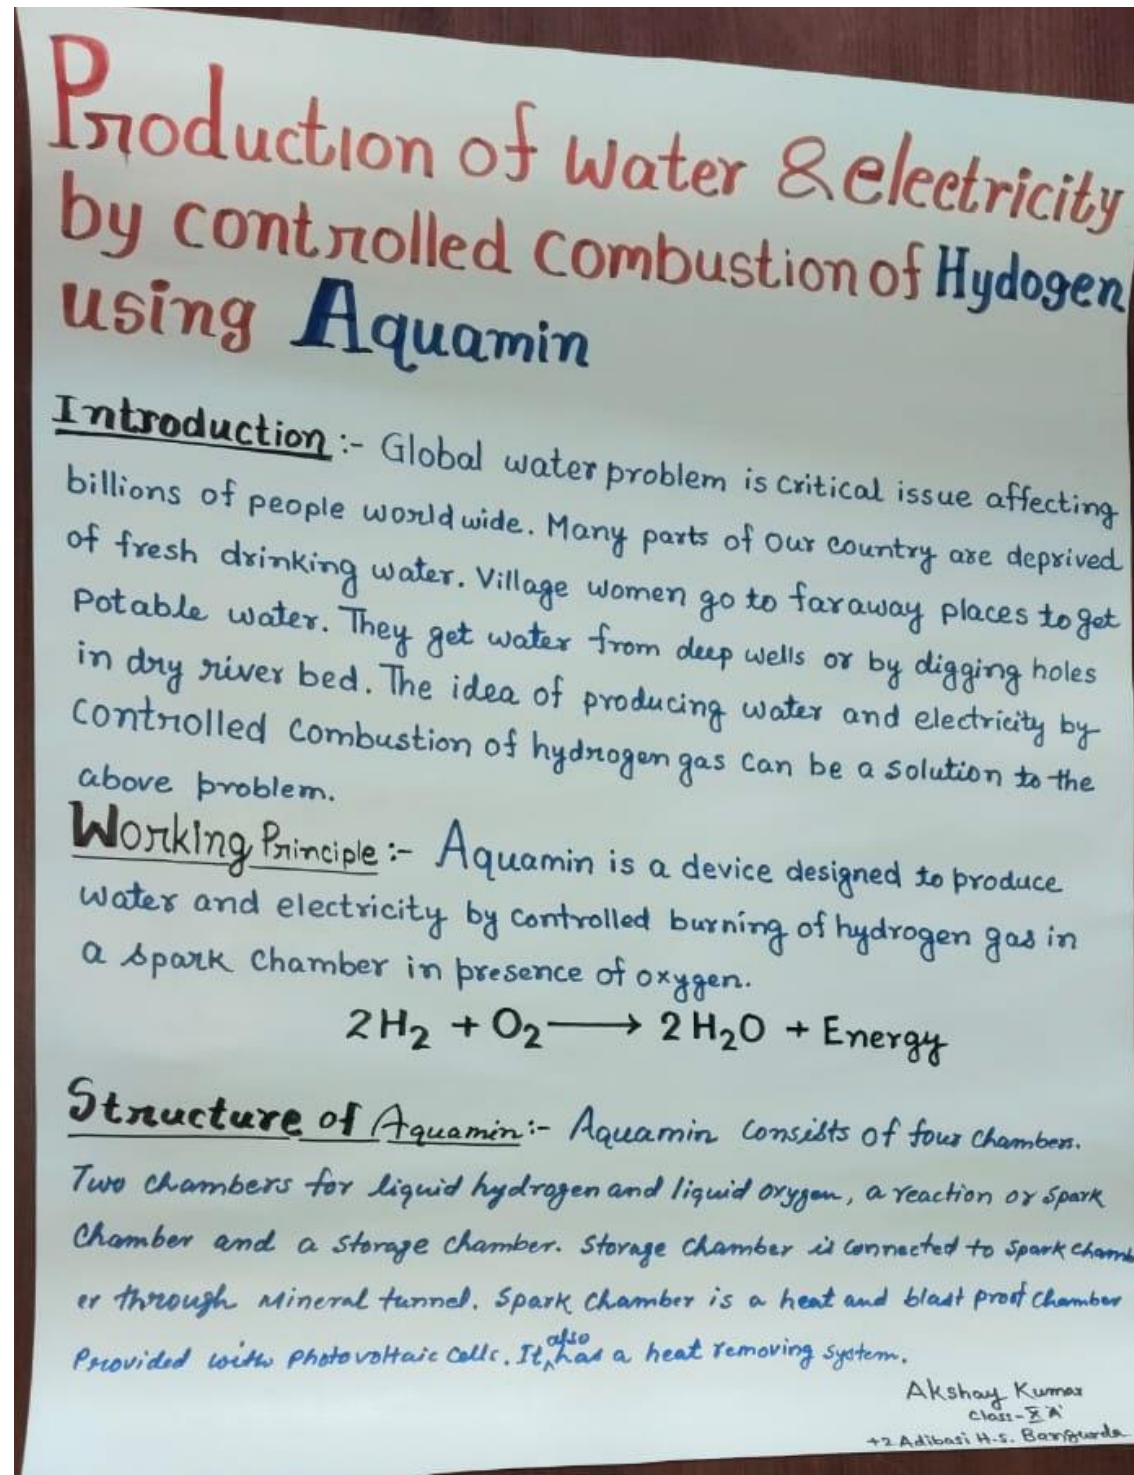 Production of Water & electricity
by controlled Combustion of Hydogen
using Aquamin
Introduction :- Global water problem is critical issue affecting
billions of people world wide. Many parts of our country are deprived
of fresh drinking water. Village women go to faraway places to get
Potable water. They get water from deep wells or by digging holes
in dry river bed. The idea of producing water and electricity by
Controlled Combustion of hydrogen gas can be a solution to the
above problem.
Working Principle :- Aquamin is a device designed to produce
water and electricity by controlled burning of hydrogen gas in
a spark chamber in presence of oxygen.
2H₂ + O₂ ⟶ 2H₂O + Energy
Structure of Aquamin:- Aquamin consists of four chambers.
Two chambers for liquid hydrogen and liquid oxygen, a reaction or spark
Chamber and a storage chamber. Storage chamber is connected to spark chamb
er through mineral tunnel. Spark chamber is a heat and blast proof chamber
Provided with photovoltaic cells. It also has a heat removing system.
Akshay Kumar
Class-X 'A'
+2 Adibasi H.S. Bangurda